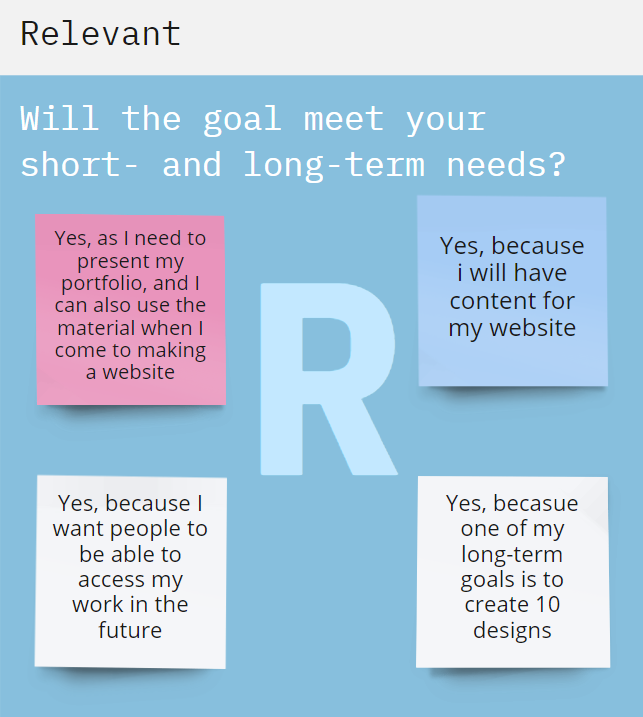 Relevant
Will the goal meet your
short- and long-term needs?
Yes, as I need to
present my
portfolio, and I
can also use the
material when I
come to making
a website
Yes, because
i will have
content for
my website
R
Yes, because I
want people to
be able to
access my
work in the
future
Yes, becasue
one of my
long-term
goals is to
create 10
designs